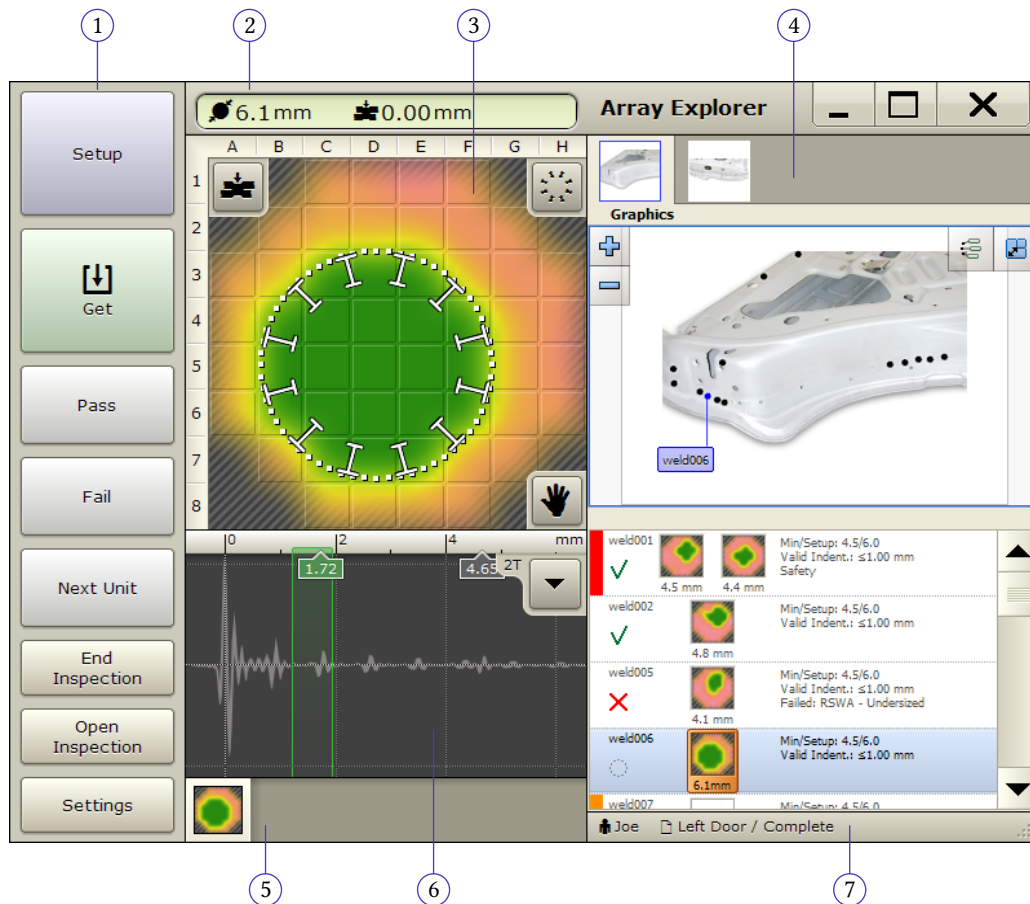 1
2
3
4
Setup
Get
Pass
Fail
Next Unit
End
Inspection
Open
Inspection
Settings
6.1 mm 0.00 mm
A B C D E F G H
1
2
3
4
5
6
7
8
0 2 4 mm
1.72 4.65 2T
Array Explorer
Graphics
weld006
weld001
4.5 mm 4.4 mm
Min/Setup: 4.5/6.0
Valid Indent.: ≤1.00 mm
Safety
weld002
4.8 mm
Min/Setup: 4.5/6.0
Valid Indent.: ≤1.00 mm
weld005
4.1 mm
Min/Setup: 4.5/6.0
Valid Indent.: ≤1.00 mm
Failed: RSWA - Undersized
weld006
6.1mm
Min/Setup: 4.5/6.0
Valid Indent.: ≤1.00 mm
weld007
Min/Setup: 4.5/6.0
Joe Left Door / Complete
5
6
7